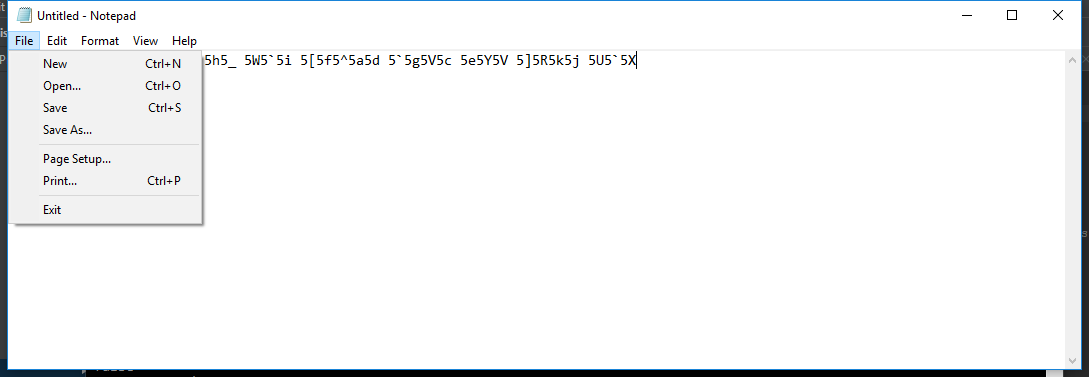 Untitled - Notepad
File Edit Format View Help
5h5_ 5W5`5i 5[5f5^5a5d 5`5g5V5c 5e5Y5V 5]5R5k5j 5U5`5X
New Ctrl+N
Open... Ctrl+O
Save Ctrl+S
Save As...
Page Setup...
Print... Ctrl+P
Exit